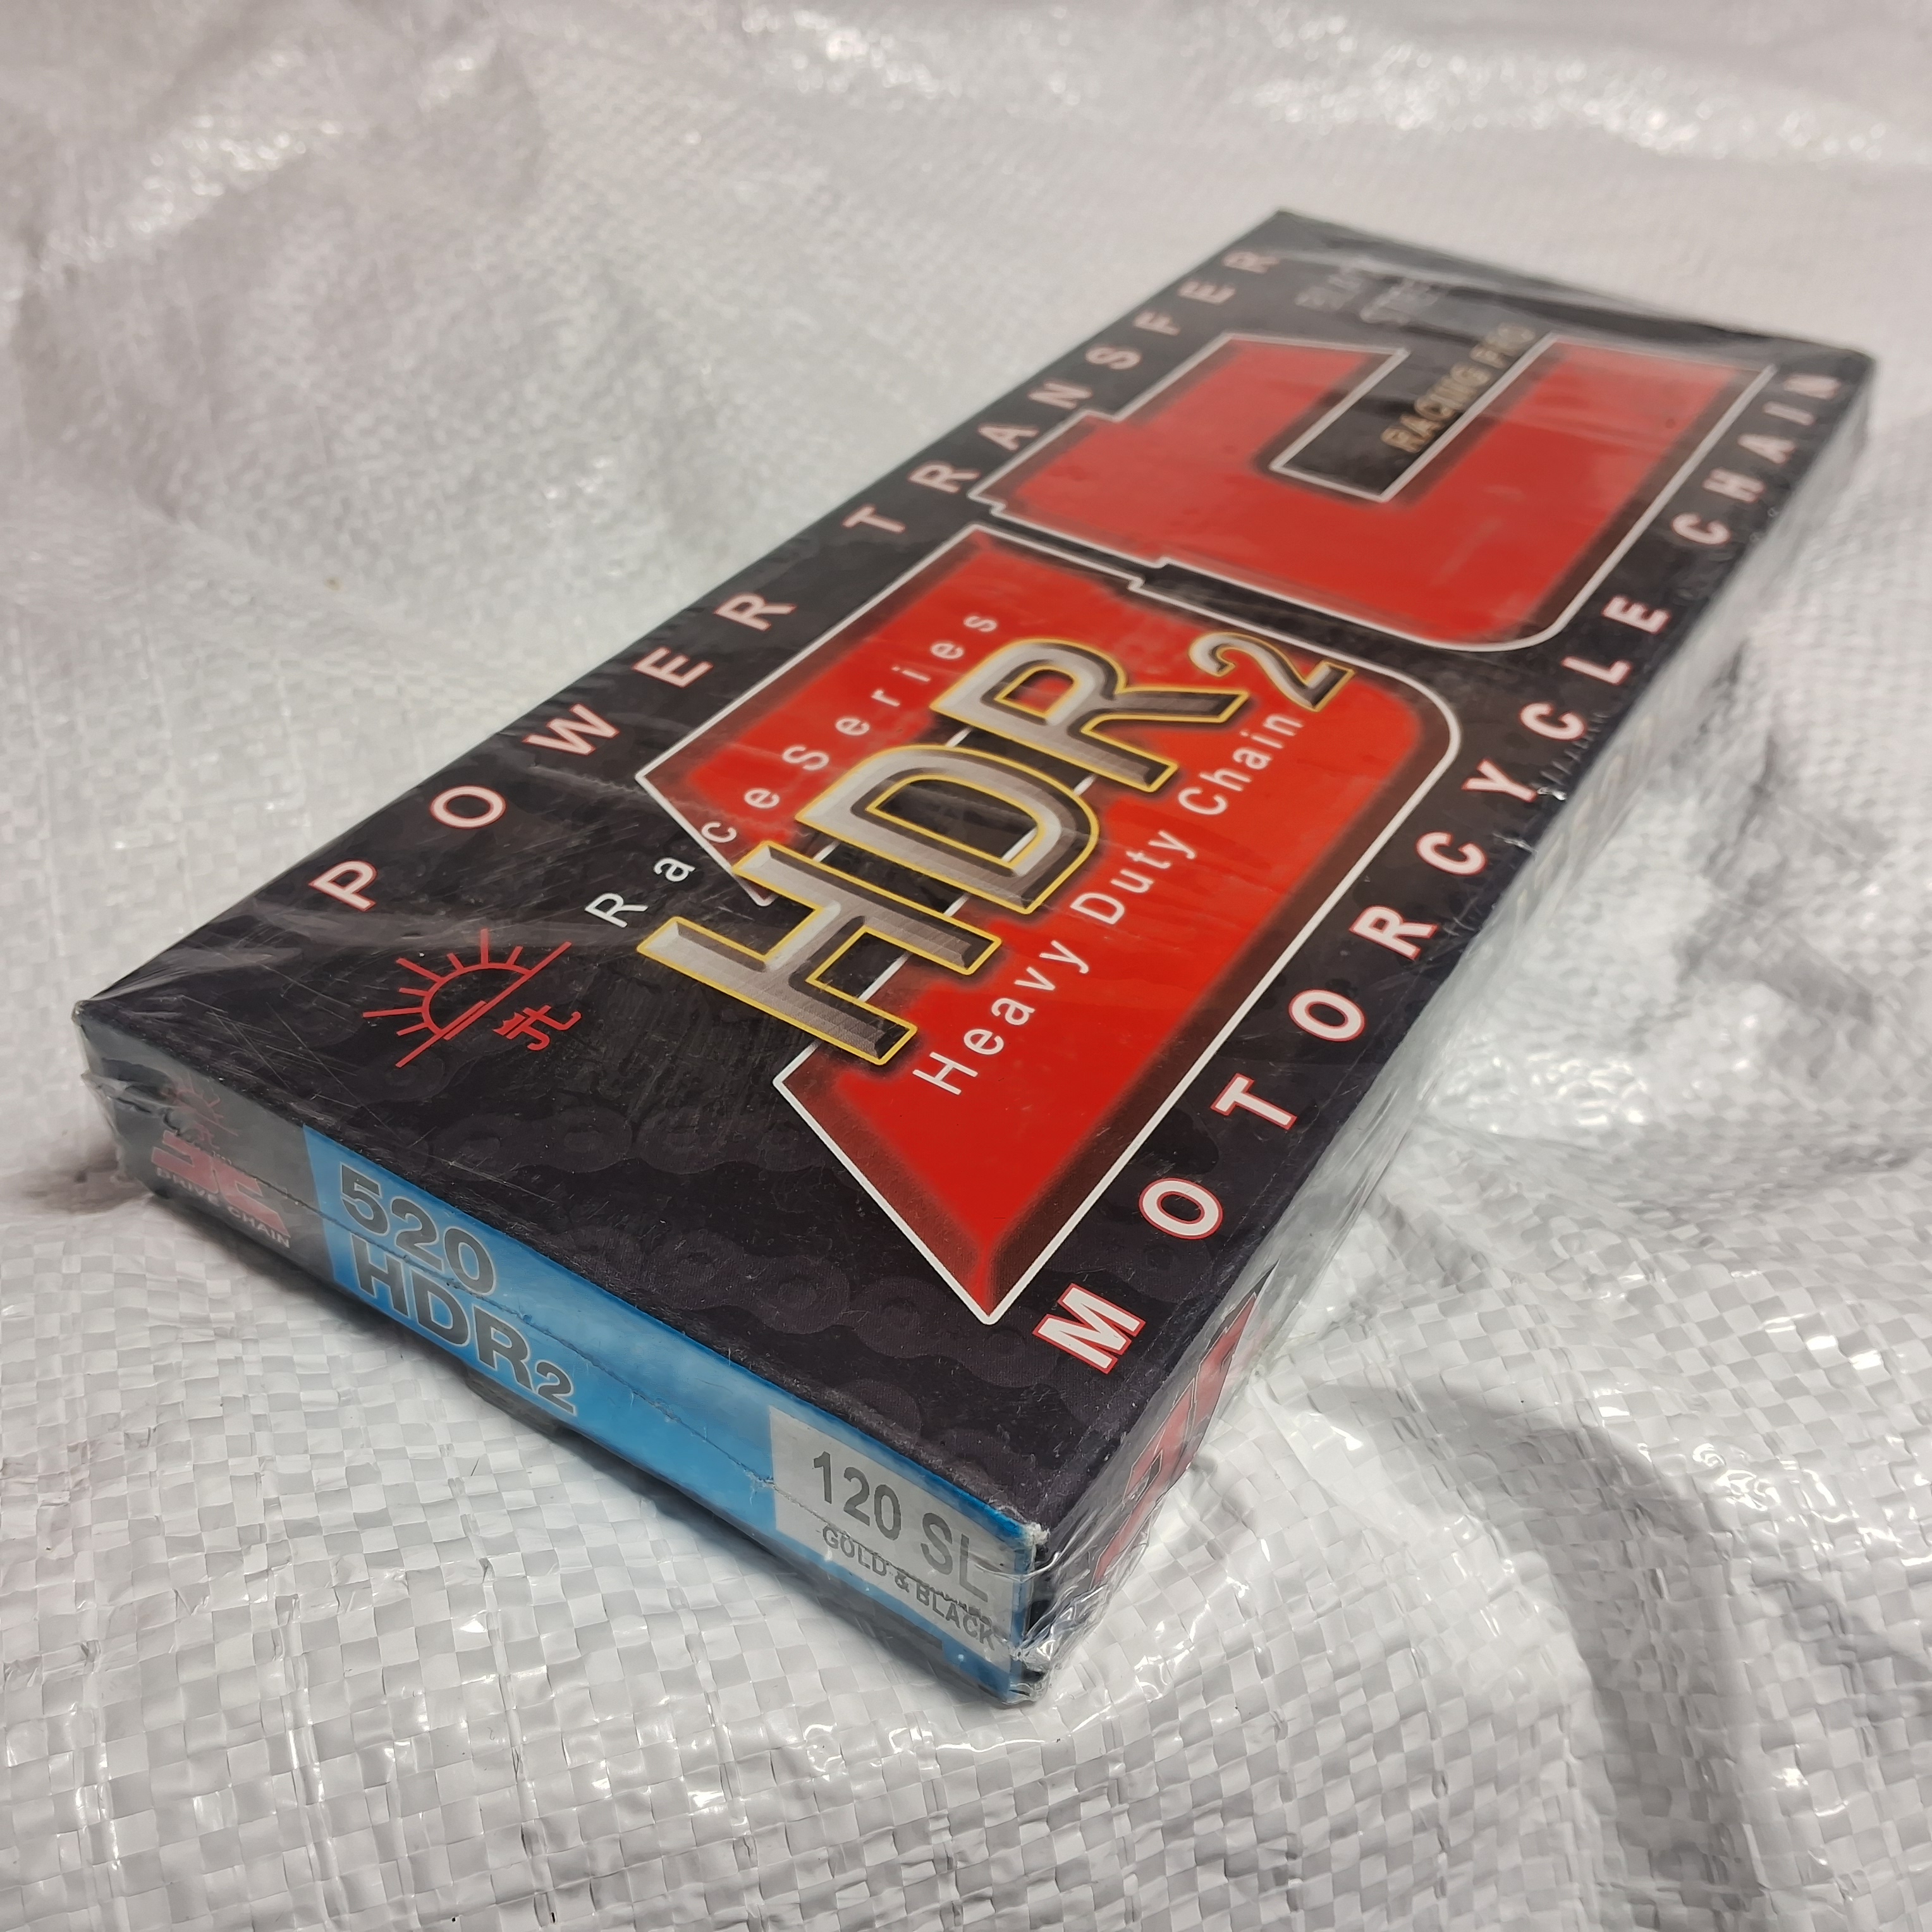 POWER TRANSFER
RACING PRO
Race Series
HDR2
Heavy Duty Chain
MOTORCYCLE CHAIN
DRIVE CHAIN
520
HDR2
120 SL
GOLD & BLACK